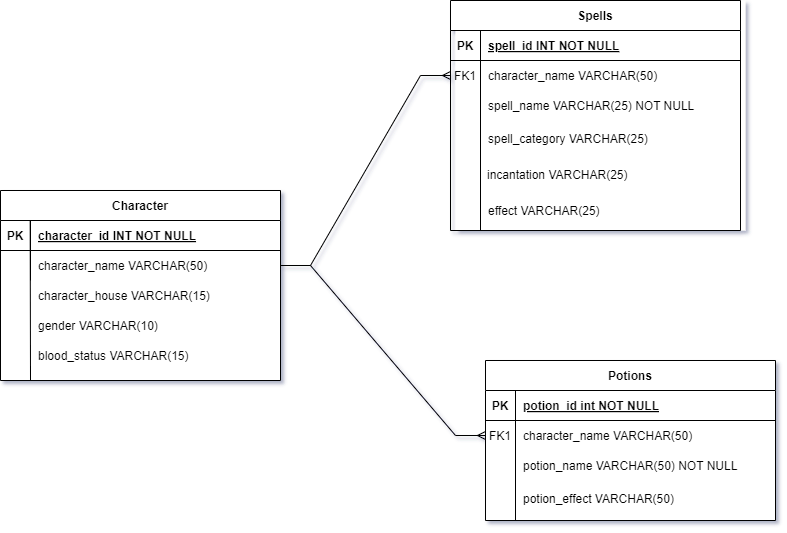 Spells
PK spell_id INT NOT NULL
FK1 character_name VARCHAR(50)
spell_name VARCHAR(25) NOT NULL
spell_category VARCHAR(25)
incantation VARCHAR(25)
effect VARCHAR(25)
Character
PK character_id INT NOT NULL
character_name VARCHAR(50)
character_house VARCHAR(15)
gender VARCHAR(10)
blood_status VARCHAR(15)
Potions
PK potion_id int NOT NULL
FK1 character_name VARCHAR(50)
potion_name VARCHAR(50) NOT NULL
potion_effect VARCHAR(50)